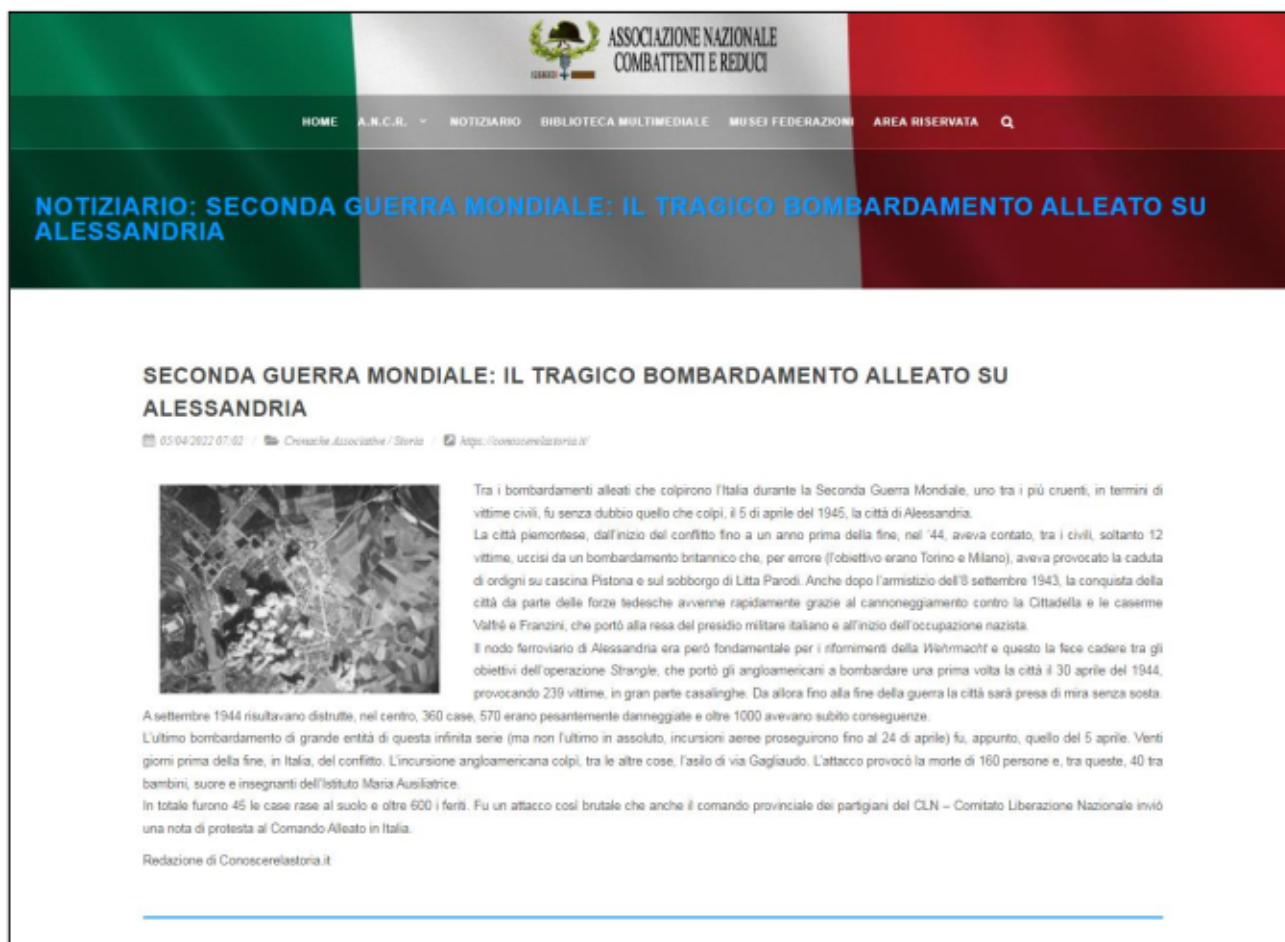 ASSOCIAZIONE NAZIONALE
COMBATTENTI E REDUCI
HOME A.N.C.R. NOTIZIARIO BIBLIOTECA MULTIMEDIALE MUSEI FEDERAZIONI AREA RISERVATA
NOTIZIARIO: SECONDA GUERRA MONDIALE: IL TRAGICO BOMBARDAMENTO ALLEATO SU
ALESSANDRIA
SECONDA GUERRA MONDIALE: IL TRAGICO BOMBARDAMENTO ALLEATO SU
ALESSANDRIA
05/04/2022 07:02 / Cronache Associative / Storia / https://conoscerelastoria.it/
Tra i bombardamenti alleati che colpirono l'Italia durante la Seconda Guerra Mondiale, uno tra i più cruenti, in termini di
vittime civili, fu senza dubbio quello che colpì, il 5 di aprile del 1945, la città di Alessandria.
La città piemontese, dall'inizio del conflitto fino a un anno prima della fine, nel '44, aveva contato, tra i civili, soltanto 12
vittime, uccisi da un bombardamento britannico che, per errore (l'obiettivo erano Torino e Milano), aveva provocato la caduta
di ordigni su cascina Pistona e sul sobborgo di Litta Parodi. Anche dopo l'armistizio dell'8 settembre 1943, la conquista della
città da parte delle forze tedesche avvenne rapidamente grazie al cannoneggiamento contro la Cittadella e le caserme
Valfré e Franzini, che portò alla resa del presidio militare italiano e all'inizio dell'occupazione nazista.
Il nodo ferroviario di Alessandria era però fondamentale per i rifornimenti della Wehrmacht e questo la fece cadere tra gli
obiettivi dell'operazione Strangle, che portò gli angloamericani a bombardare una prima volta la città il 30 aprile del 1944,
provocando 239 vittime, in gran parte casalinghe. Da allora fino alla fine della guerra la città sarà presa di mira senza sosta.
A settembre 1944 risultavano distrutte, nel centro, 360 case, 570 erano pesantemente danneggiate e oltre 1000 avevano subito conseguenze.
L'ultimo bombardamento di grande entità di questa infinita serie (ma non l'ultimo in assoluto, incursioni aeree proseguirono fino al 24 di aprile) fu, appunto, quello del 5 aprile. Venti
giorni prima della fine, in Italia, del conflitto. L'incursione angloamericana colpì, tra le altre cose, l'asilo di via Gagliaudo. L'attacco provocò la morte di 160 persone e, tra queste, 40 tra
bambini, suore e insegnanti dell'Istituto Maria Ausiliatrice.
In totale furono 45 le case rase al suolo e oltre 600 i feriti. Fu un attacco così brutale che anche il comando provinciale dei partigiani del CLN – Comitato Liberazione Nazionale inviò
una nota di protesta al Comando Alleato in Italia.
Redazione di Conoscerelastoria.it